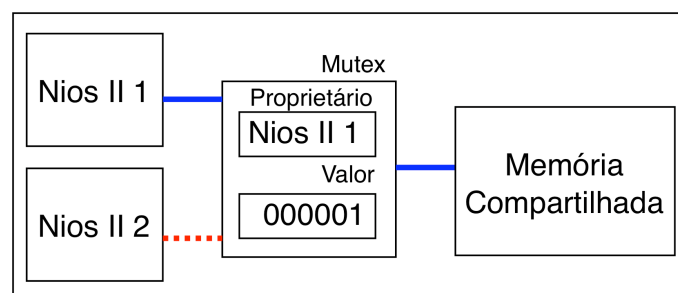 Nios II 1
Nios II 2
Mutex
Proprietário
Nios II 1
Valor
000001
Memória
Compartilhada